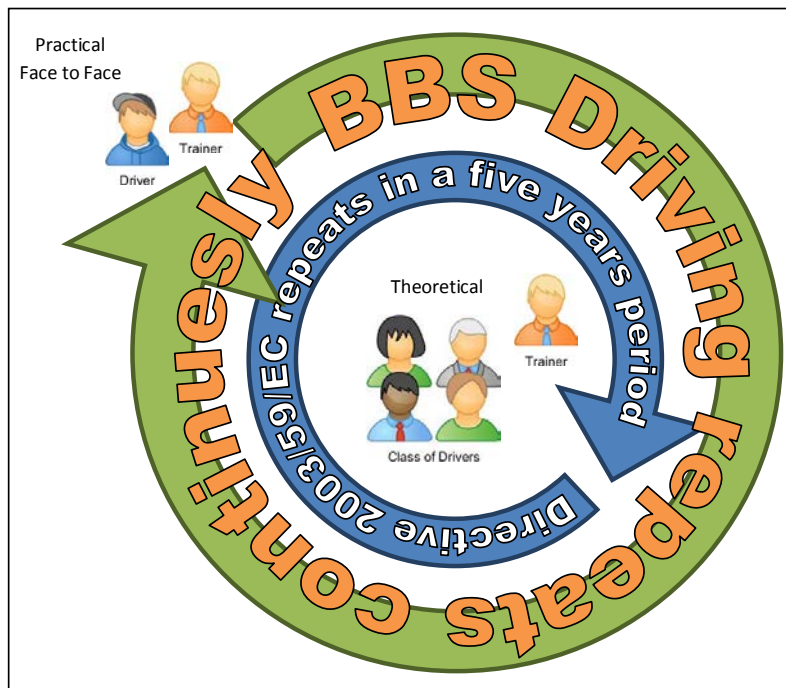 Practical
Face to Face
Trainer
Driver
BBS Driving repeats continuesly
Directive 2003/59/EC repeats in a five years period
Theoretical
Trainer
Class of Drivers